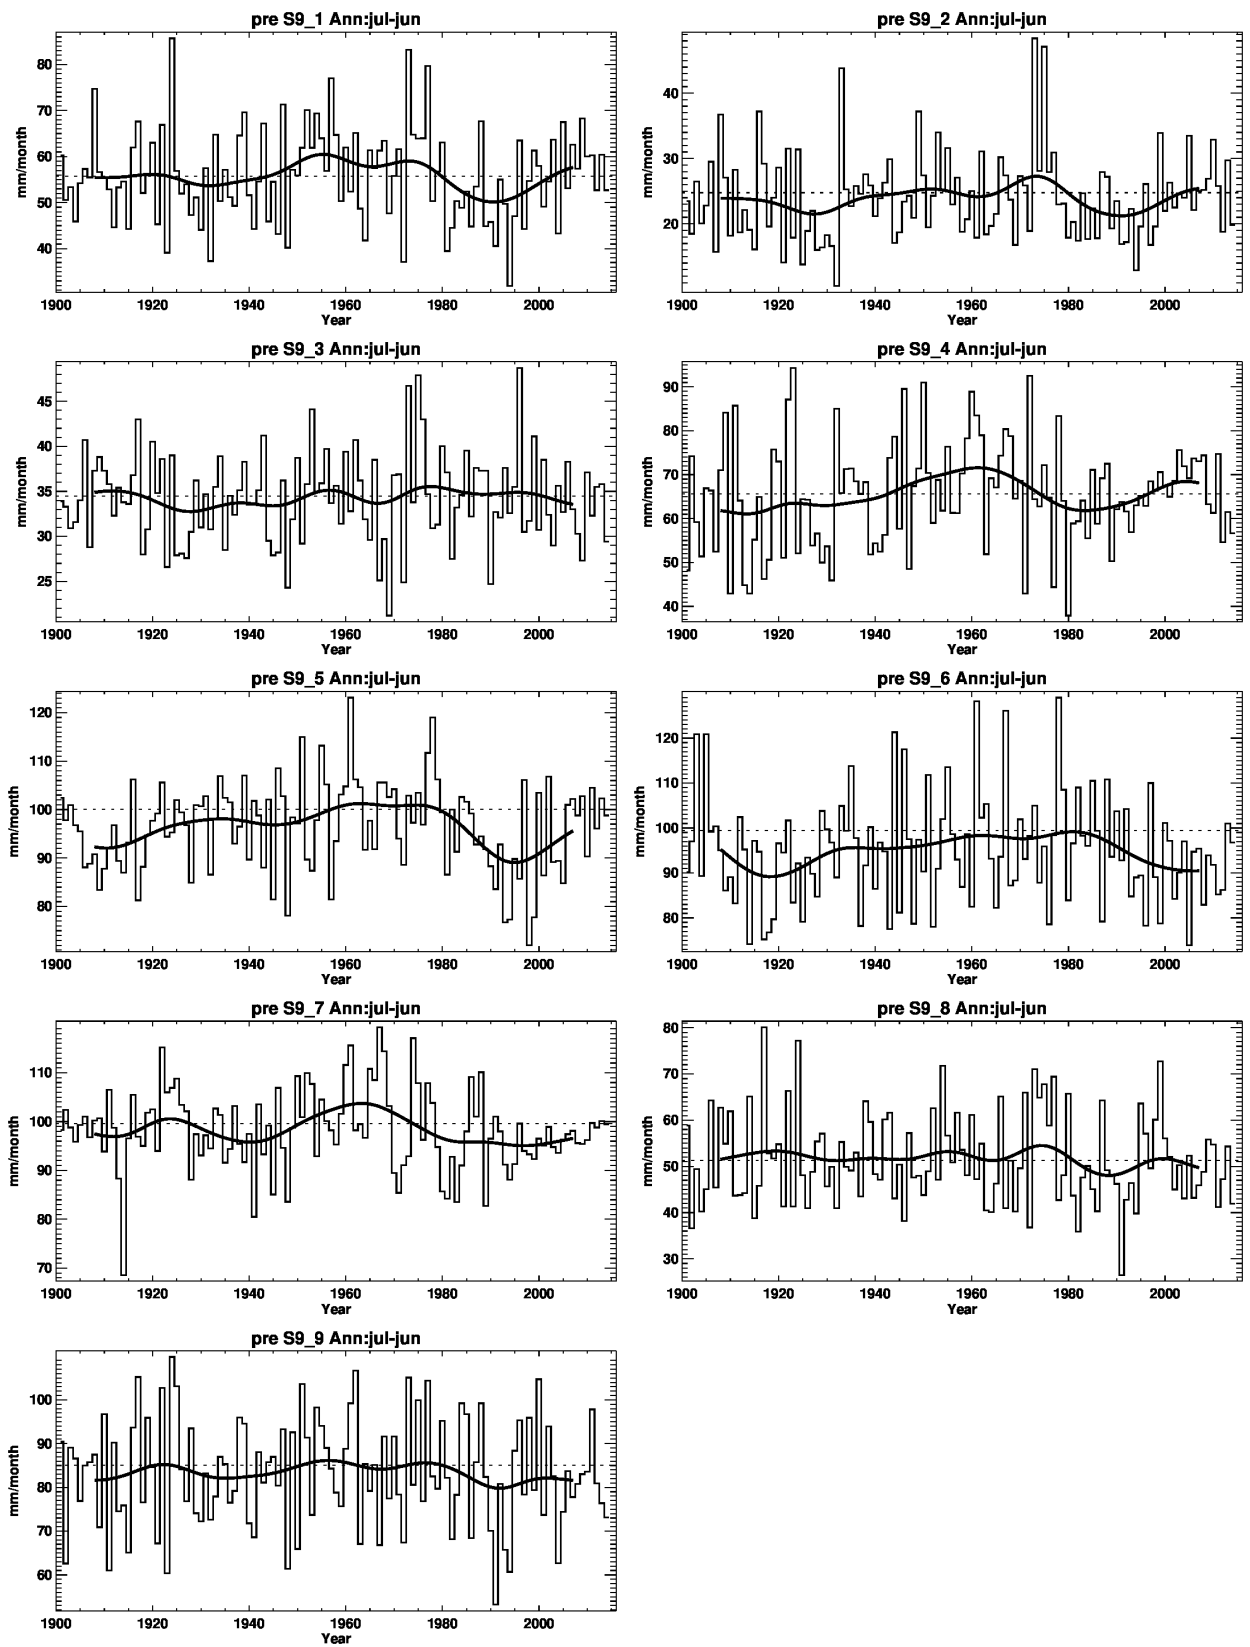 pre S9_1 Ann:jul-jun
mm/month
80
70
60
50
40
1900 1920 1940 1960 1980 2000
Year
pre S9_2 Ann:jul-jun
mm/month
40
30
20
1900 1920 1940 1960 1980 2000
Year
pre S9_3 Ann:jul-jun
mm/month
45
40
35
30
25
1900 1920 1940 1960 1980 2000
Year
pre S9_4 Ann:jul-jun
mm/month
90
80
70
60
50
40
1900 1920 1940 1960 1980 2000
Year
pre S9_5 Ann:jul-jun
mm/month
120
110
100
90
80
1900 1920 1940 1960 1980 2000
Year
pre S9_6 Ann:jul-jun
mm/month
120
110
100
90
80
1900 1920 1940 1960 1980 2000
Year
pre S9_7 Ann:jul-jun
mm/month
110
100
90
80
70
1900 1920 1940 1960 1980 2000
Year
pre S9_8 Ann:jul-jun
mm/month
80
70
60
50
40
30
1900 1920 1940 1960 1980 2000
Year
pre S9_9 Ann:jul-jun
mm/month
100
90
80
70
60
1900 1920 1940 1960 1980 2000
Year